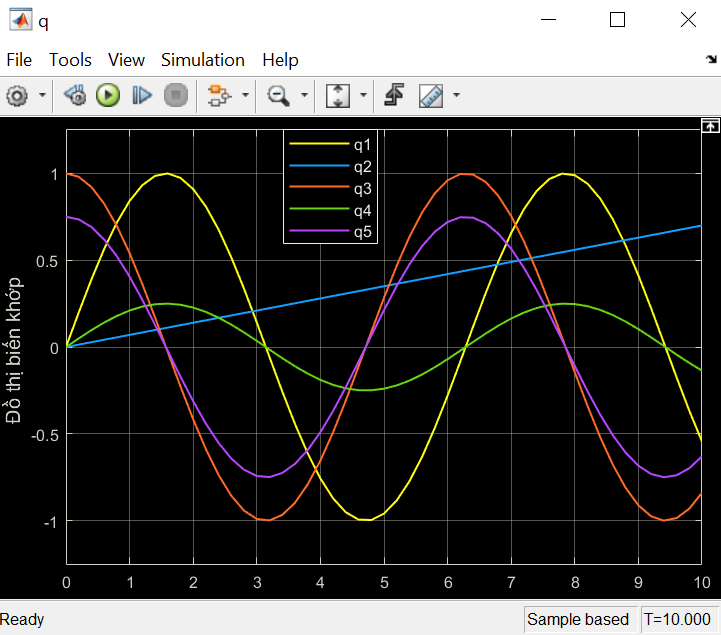 q
File Tools View Simulation Help
q1
q2
q3
q4
q5
1
0.5
0
-0.5
-1
Đồ thị biến khớp
0 1 2 3 4 5 6 7 8 9 10
Ready Sample based T=10.000